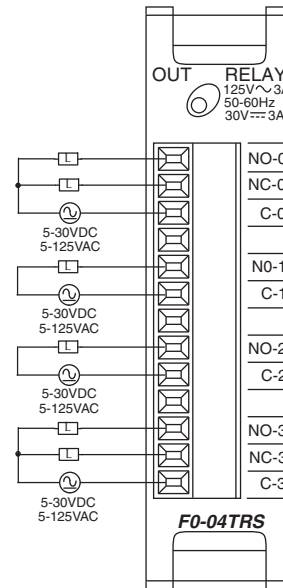 OUT RELAY
125V∼3A
50-60Hz
30V⎓3A
L NO-0
L NC-0
C-0
5-30VDC
5-125VAC
L N0-1
C-1
5-30VDC
5-125VAC
L NO-2
C-2
5-30VDC
5-125VAC
L NO-3
L NC-3
C-3
5-30VDC
5-125VAC
F0-04TRS